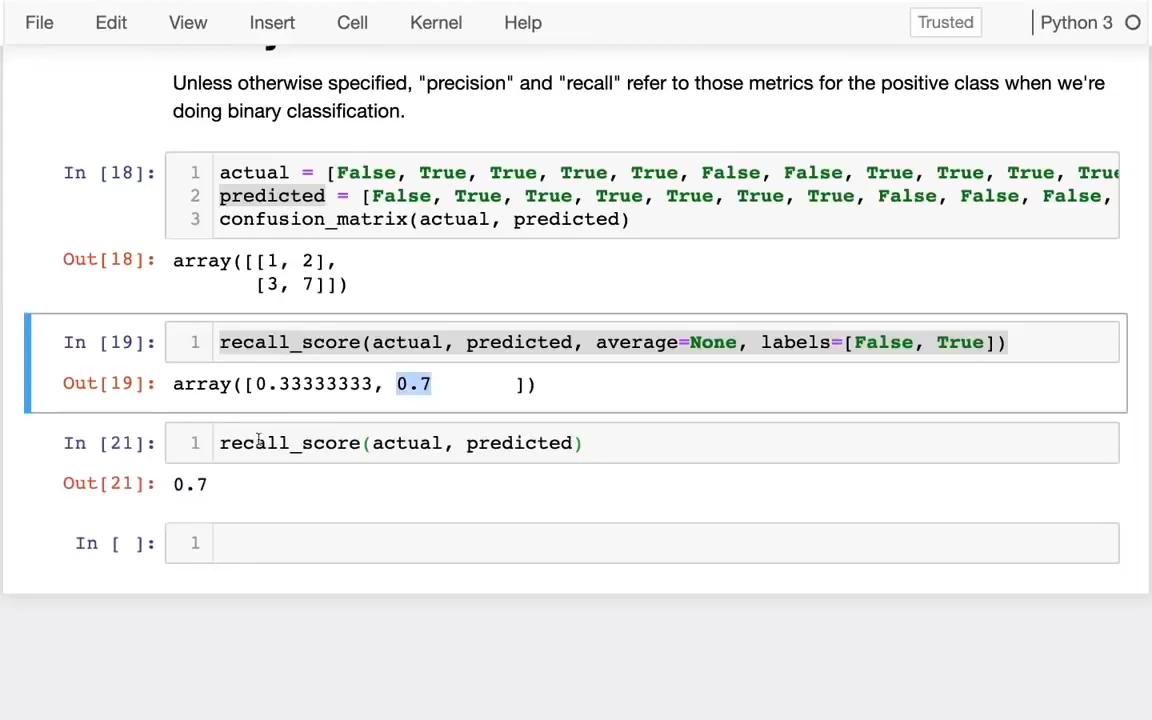 File Edit View Insert Cell Kernel Help Trusted Python 3
Unless otherwise specified, "precision" and "recall" refer to those metrics for the positive class when we're
doing binary classification.
In [18]: 1 actual = [False, True, True, True, True, False, False, True, True, True, True
2 predicted = [False, True, True, True, True, True, True, False, False, False,
3 confusion_matrix(actual, predicted)
Out[18]: array([[1, 2],
[3, 7]])
In [19]: 1 recall_score(actual, predicted, average=None, labels=[False, True])
Out[19]: array([0.33333333, 0.7 ])
In [21]: 1 recall_score(actual, predicted)
Out[21]: 0.7
In [ ]: 1